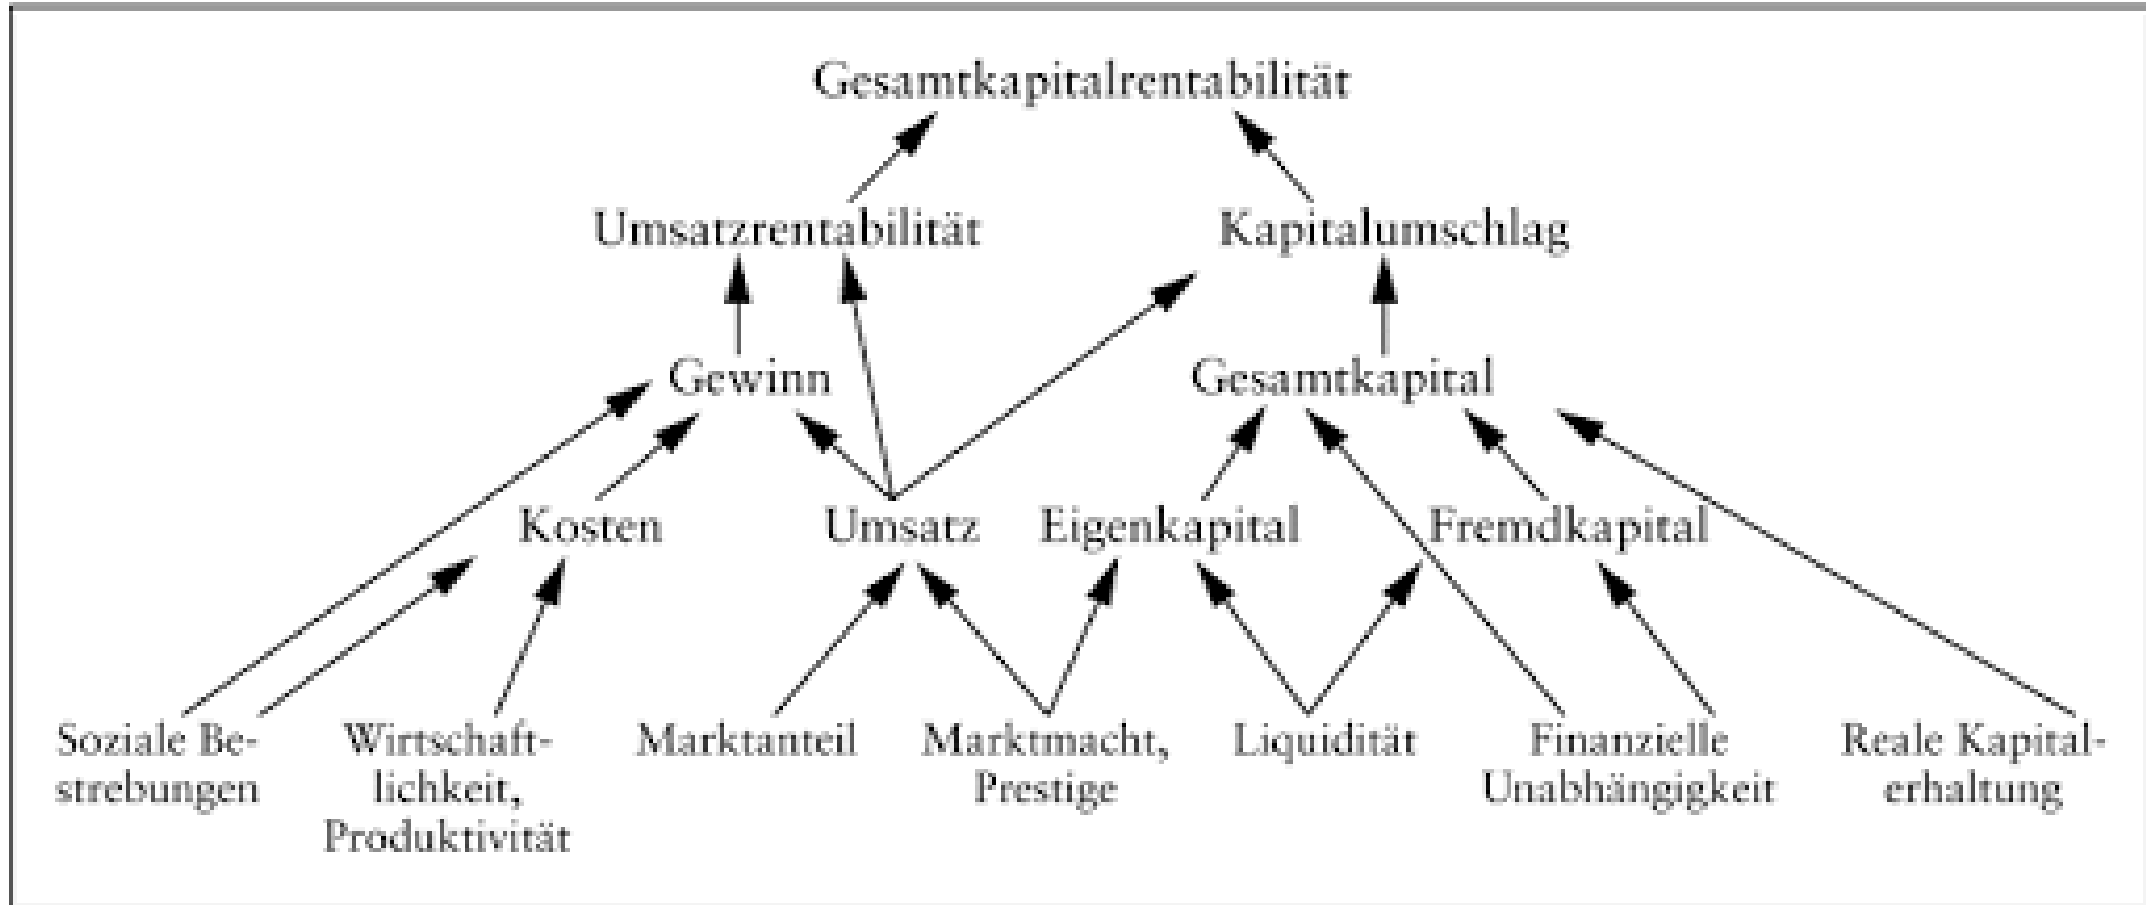 Gesamtkapitalrentabilität
Umsatzrentabilität
Kapitalumschlag
Gewinn
Gesamtkapital
Kosten
Umsatz
Eigenkapital
Fremdkapital
Soziale Be-
strebungen
Wirtschaft-
lichkeit,
Produktivität
Marktanteil
Marktmacht,
Prestige
Liquidität
Finanzielle
Unabhängigkeit
Reale Kapital-
erhaltung